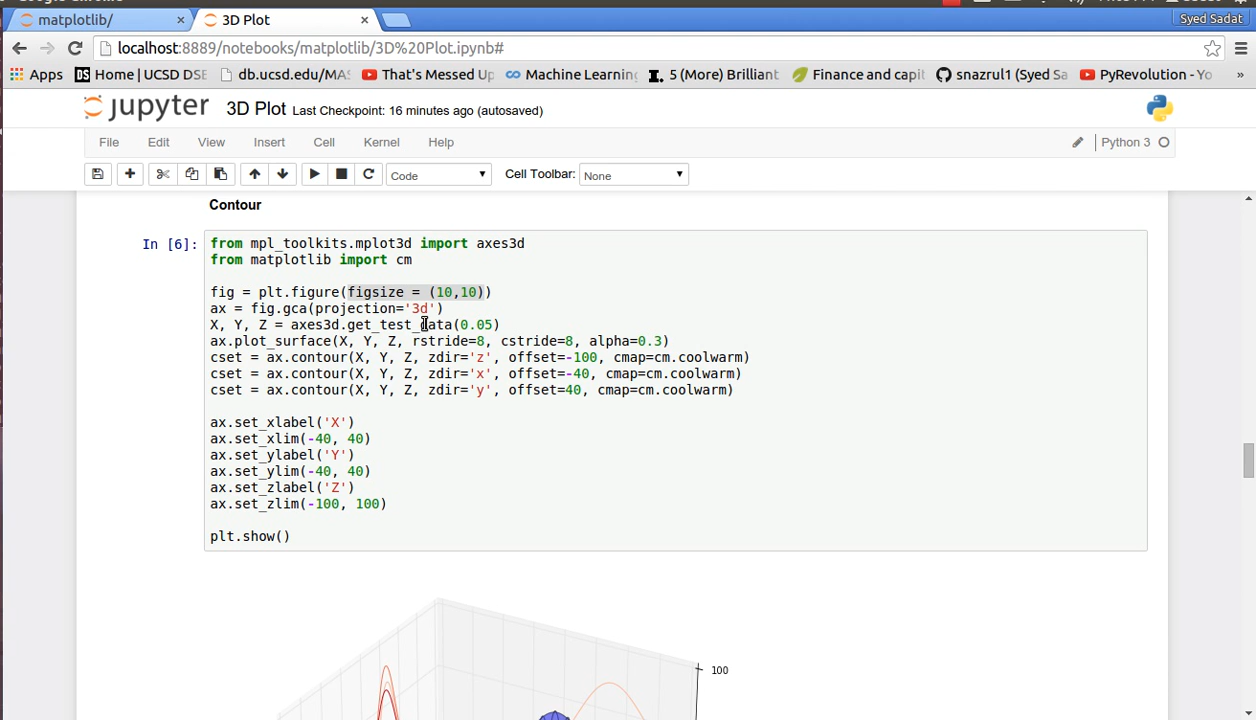 matplotlib/ × 3D Plot ×
Syed Sadat
localhost:8889/notebooks/matplotlib/3D%20Plot.ipynb#
Apps DS Home | UCSD DSE db.ucsd.edu/MAS That's Messed Up Machine Learning 5 (More) Brilliant Finance and capit snazrul1 (Syed Sa PyRevolution - Yo »
jupyter 3D Plot Last Checkpoint: 16 minutes ago (autosaved)
File Edit View Insert Cell Kernel Help Python 3
Code Cell Toolbar: None
Contour
In [6]: from mpl_toolkits.mplot3d import axes3d
from matplotlib import cm
fig = plt.figure(figsize = (10,10))
ax = fig.gca(projection='3d')
X, Y, Z = axes3d.get_test_data(0.05)
ax.plot_surface(X, Y, Z, rstride=8, cstride=8, alpha=0.3)
cset = ax.contour(X, Y, Z, zdir='z', offset=-100, cmap=cm.coolwarm)
cset = ax.contour(X, Y, Z, zdir='x', offset=-40, cmap=cm.coolwarm)
cset = ax.contour(X, Y, Z, zdir='y', offset=40, cmap=cm.coolwarm)
ax.set_xlabel('X')
ax.set_xlim(-40, 40)
ax.set_ylabel('Y')
ax.set_ylim(-40, 40)
ax.set_zlabel('Z')
ax.set_zlim(-100, 100)
plt.show()
100